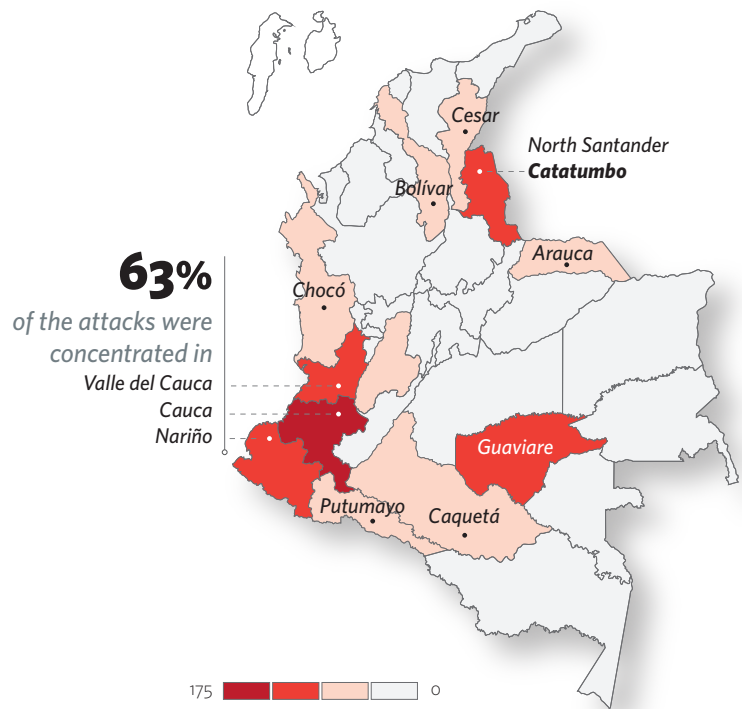 Cesar
North Santander
Catatumbo
Bolívar
Arauca
63%
of the attacks were
concentrated in
Chocó
Valle del Cauca
Cauca
Nariño
Guaviare
Putumayo
Caquetá
175
0